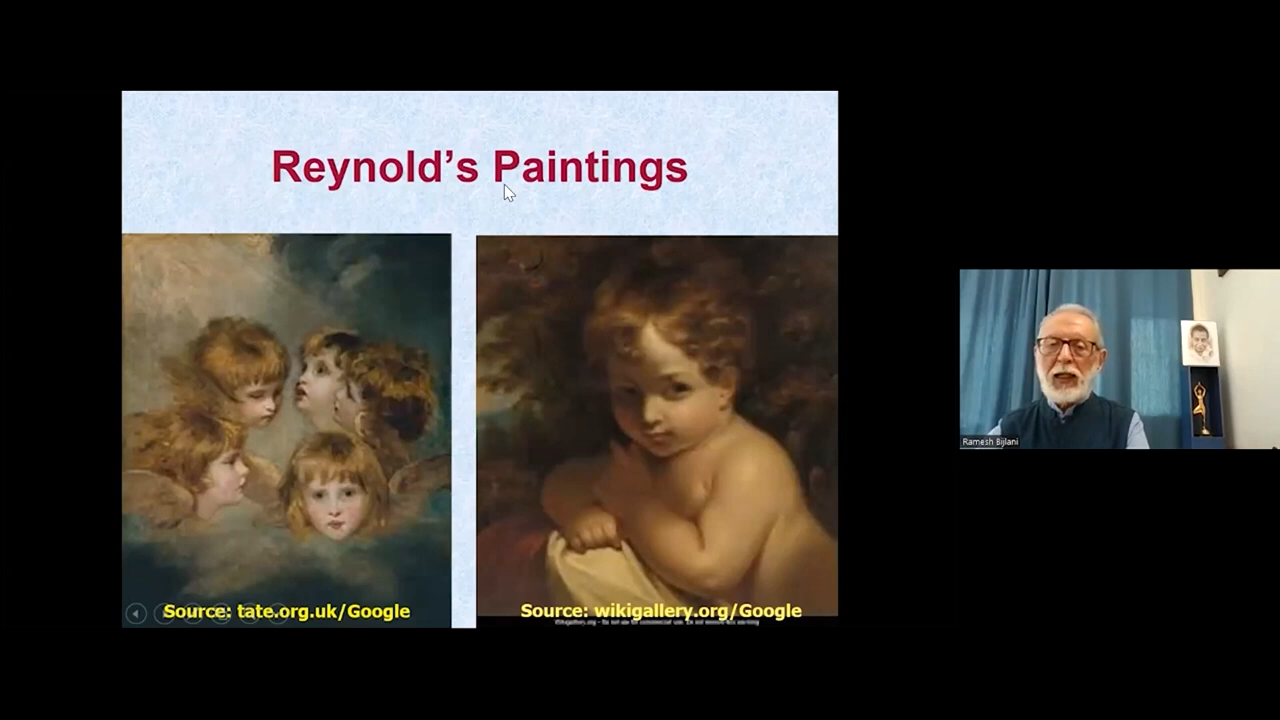 Reynold's Paintings
Source: tate.org.uk/Google
Source: wikigallery.org/Google
Ramesh Bijlani